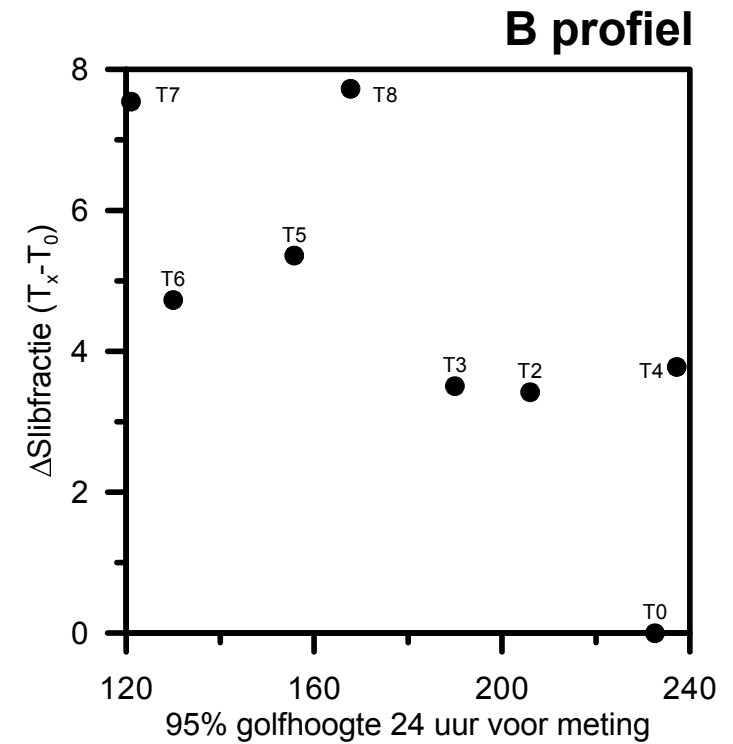 B profiel
8
T7
T8
6
T5
T6
4
T3
T2
T4
2
T0
0
120 160 200 240
95% golfhoogte 24 uur voor meting
ΔSlibfractie (Tx-T0)